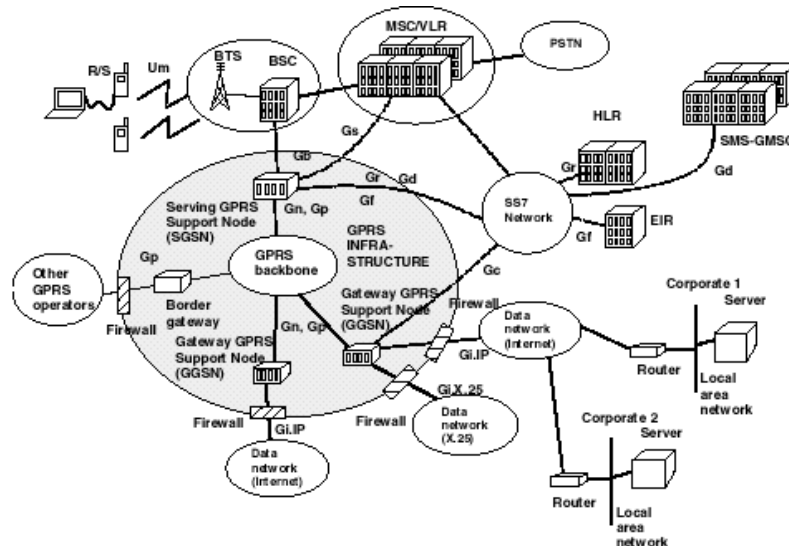 MSC/VLR
PSTN
BTS
BSC
R/S
Um
HLR
SMS-GMSC
Gs
Gb
Gr
Gd
Gr
Gd
Gf
SS7
Network
EIR
Gf
Serving GPRS
Support Node
(SGSN)
Gn, Gp
GPRS
INFRA-
STRUCTURE
Gp
GPRS
backbone
Gc
Other
GPRS
operators
Firewall
Border
gateway
Gateway GPRS
Support Node
(GGSN)
Gn, Gp
Gateway GPRS
Support Node
(GGSN)
Firewall
Data
network
(Internet)
Corporate 1
Server
Gi.IP
Router
Local
area
network
Gi.X.25
Firewall
Data
network
(X.25)
Firewall
Gi.IP
Data
network
(Internet)
Corporate 2
Server
Router
Local
area
network